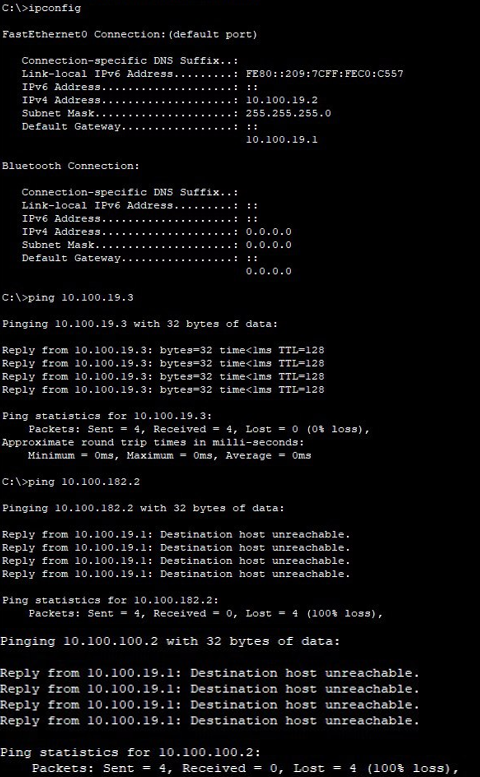 C:\>ipconfig
FastEthernet0 Connection:(default port)
Connection-specific DNS Suffix..:
Link-local IPv6 Address.........: FE80::209:7CFF:FEC0:C557
IPv6 Address....................: ::
IPv4 Address....................: 10.100.19.2
Subnet Mask.....................: 255.255.255.0
Default Gateway.................: ::
10.100.19.1
Bluetooth Connection:
Connection-specific DNS Suffix..:
Link-local IPv6 Address.........: ::
IPv6 Address....................: ::
IPv4 Address....................: 0.0.0.0
Subnet Mask.....................: 0.0.0.0
Default Gateway.................: ::
0.0.0.0
C:\>ping 10.100.19.3
Pinging 10.100.19.3 with 32 bytes of data:
Reply from 10.100.19.3: bytes=32 time<1ms TTL=128
Reply from 10.100.19.3: bytes=32 time<1ms TTL=128
Reply from 10.100.19.3: bytes=32 time<1ms TTL=128
Reply from 10.100.19.3: bytes=32 time<1ms TTL=128
Ping statistics for 10.100.19.3:
Packets: Sent = 4, Received = 4, Lost = 0 (0% loss),
Approximate round trip times in milli-seconds:
Minimum = 0ms, Maximum = 0ms, Average = 0ms
C:\>ping 10.100.182.2
Pinging 10.100.182.2 with 32 bytes of data:
Reply from 10.100.19.1: Destination host unreachable.
Reply from 10.100.19.1: Destination host unreachable.
Reply from 10.100.19.1: Destination host unreachable.
Reply from 10.100.19.1: Destination host unreachable.
Ping statistics for 10.100.182.2:
Packets: Sent = 4, Received = 0, Lost = 4 (100% loss),
Pinging 10.100.100.2 with 32 bytes of data:
Reply from 10.100.19.1: Destination host unreachable.
Reply from 10.100.19.1: Destination host unreachable.
Reply from 10.100.19.1: Destination host unreachable.
Reply from 10.100.19.1: Destination host unreachable.
Ping statistics for 10.100.100.2:
Packets: Sent = 4, Received = 0, Lost = 4 (100% loss),